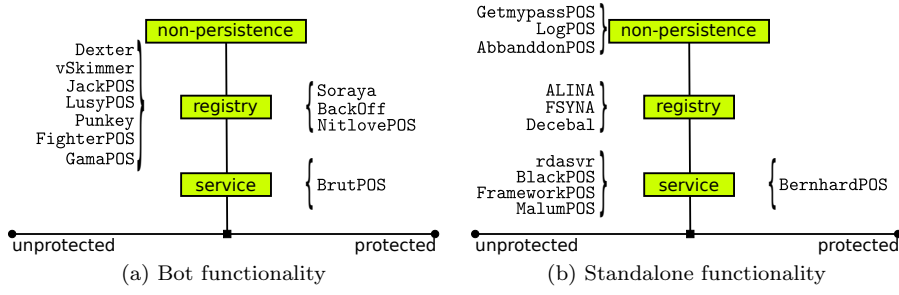 non-persistence
Dexter
vSkimmer
JackPOS
LusyPOS
Punkey
FighterPOS
GamaPOS
registry
Soraya
BackOff
NitlovePOS
service
BrutPOS
unprotected
protected
(a) Bot functionality
GetmypassPOS
LogPOS
AbbanddonPOS
non-persistence
ALINA
FSYNA
Decebal
registry
rdasvr
BlackPOS
FrameworkPOS
MalumPOS
service
BernhardPOS
unprotected
protected
(b) Standalone functionality